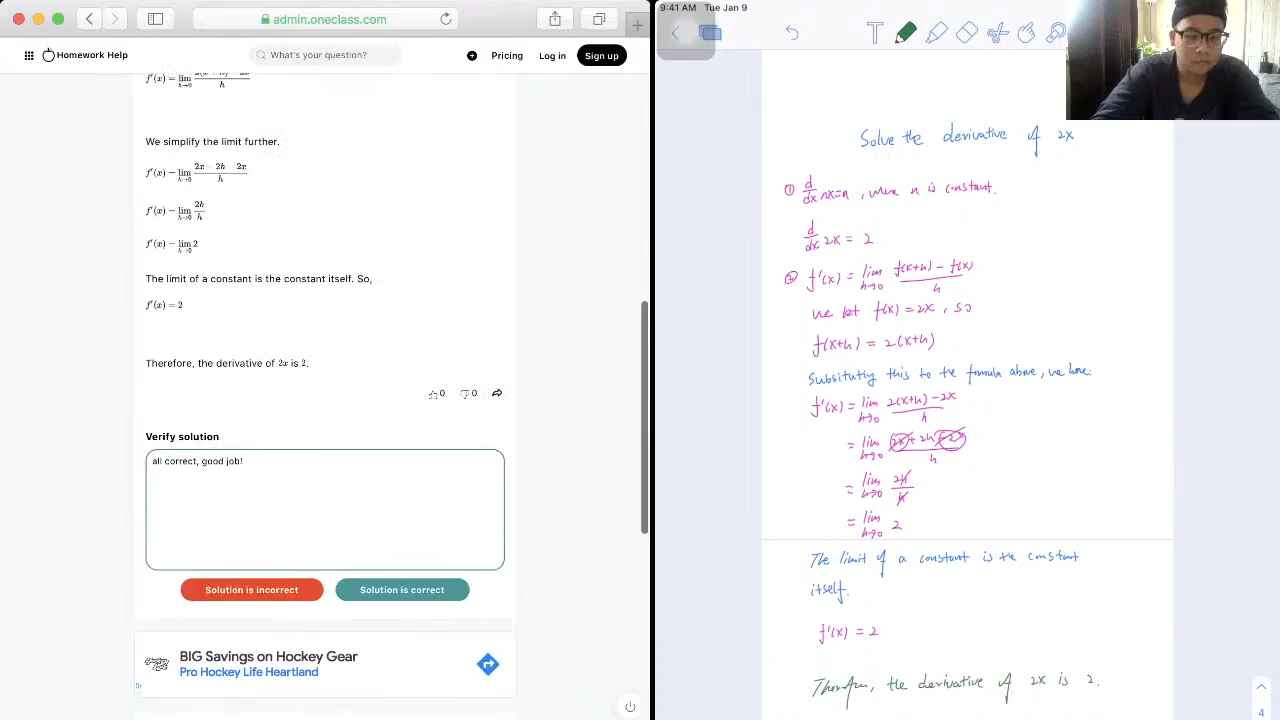 admin.oneclass.com
Homework Help
What's your question?
Pricing
Log in
Sign up
f'(x) = lim h→0 2(x+h)−2x / h
We simplify the limit further.
f'(x) − lim h→0 2x − 2h − 2x / h
f'(x) − lim h→0 2h / h
f'(x) − lim h→0 2
The limit of a constant is the constant itself. So,
f'(x) = 2
Therefore, the derivative of 2x is 2.
0
0
Verify solution
all correct, good job!
Solution is incorrect
Solution is correct
BIG Savings on Hockey Gear
Pro Hockey Life Heartland
9:41 AM Tue Jan 9
Solve the derivative of 2x
① d/dx nx = n, where n is constant.
d/dx 2x = 2
② f'(x) = lim h→0 f(x+h) − f(x) / h
we let f(x) = 2x, so
f(x+h) = 2(x+h)
Subsituting this to the formula above, we have:
f'(x) = lim h→0 2(x+h) − 2x / h
= lim h→0 2x + 2h − 2x / h
= lim h→0 2h / h
= lim h→0 2
The limit of a constant is the constant
itself.
f'(x) = 2
Therefore, the derivative of 2x is 2.
4